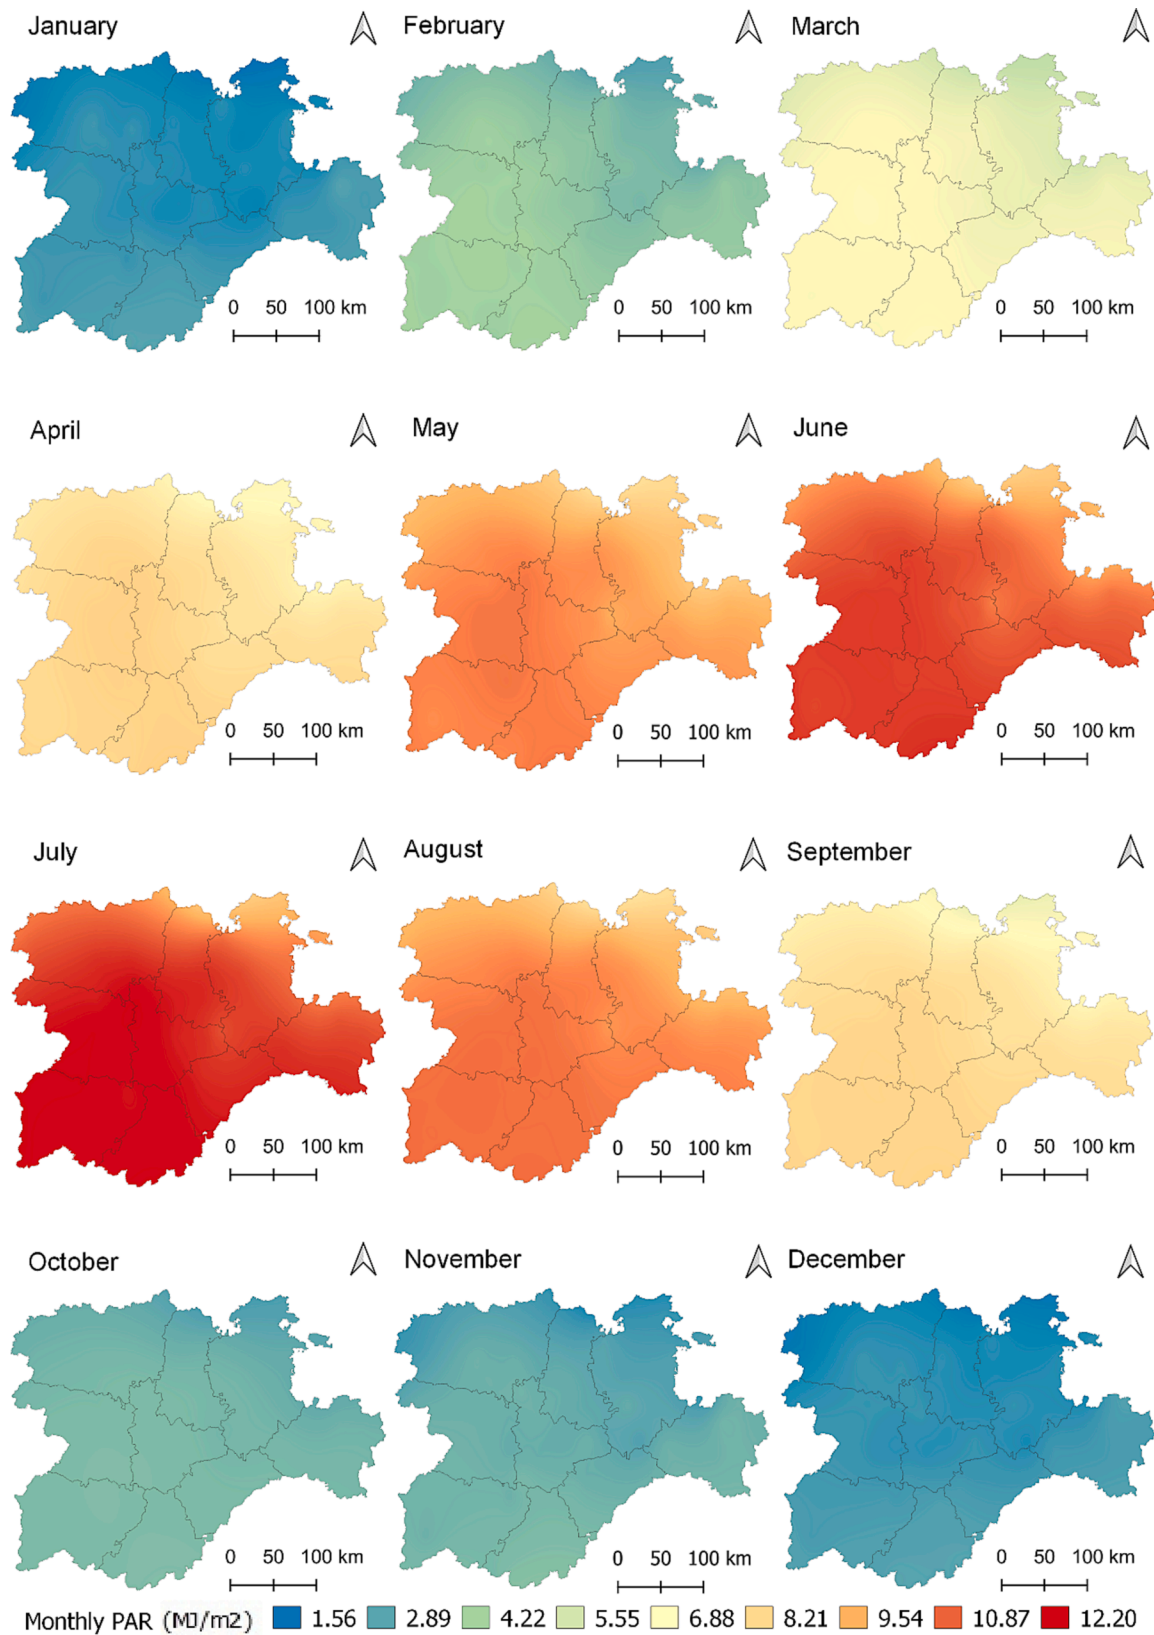 January February March
0 50 100 km 0 50 100 km 0 50 100 km
April May June
0 50 100 km 0 50 100 km 0 50 100 km
July August September
0 50 100 km 0 50 100 km 0 50 100 km
October November December
0 50 100 km 0 50 100 km 0 50 100 km
Monthly PAR (MJ/m2) 1.56 2.89 4.22 5.55 6.88 8.21 9.54 10.87 12.20